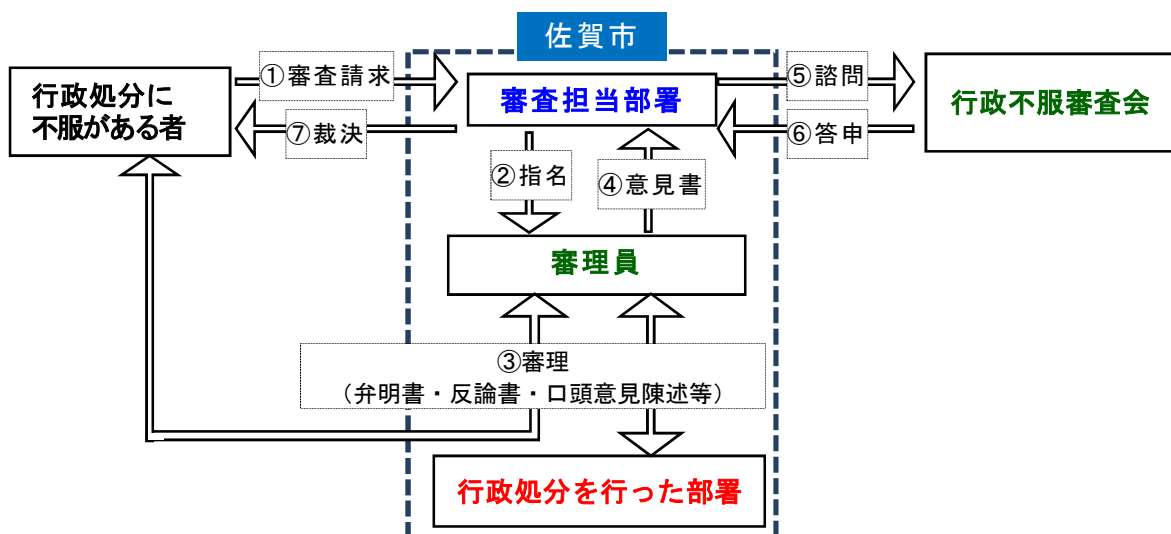 佐賀市
①審査請求
⑤諮問
行政処分に
不服がある者
審査担当部署
行政不服審査会
⑦裁決
⑥答申
②指名
④意見書
審理員
③審理
（弁明書・反論書・口頭意見陳述等）
行政処分を行った部署